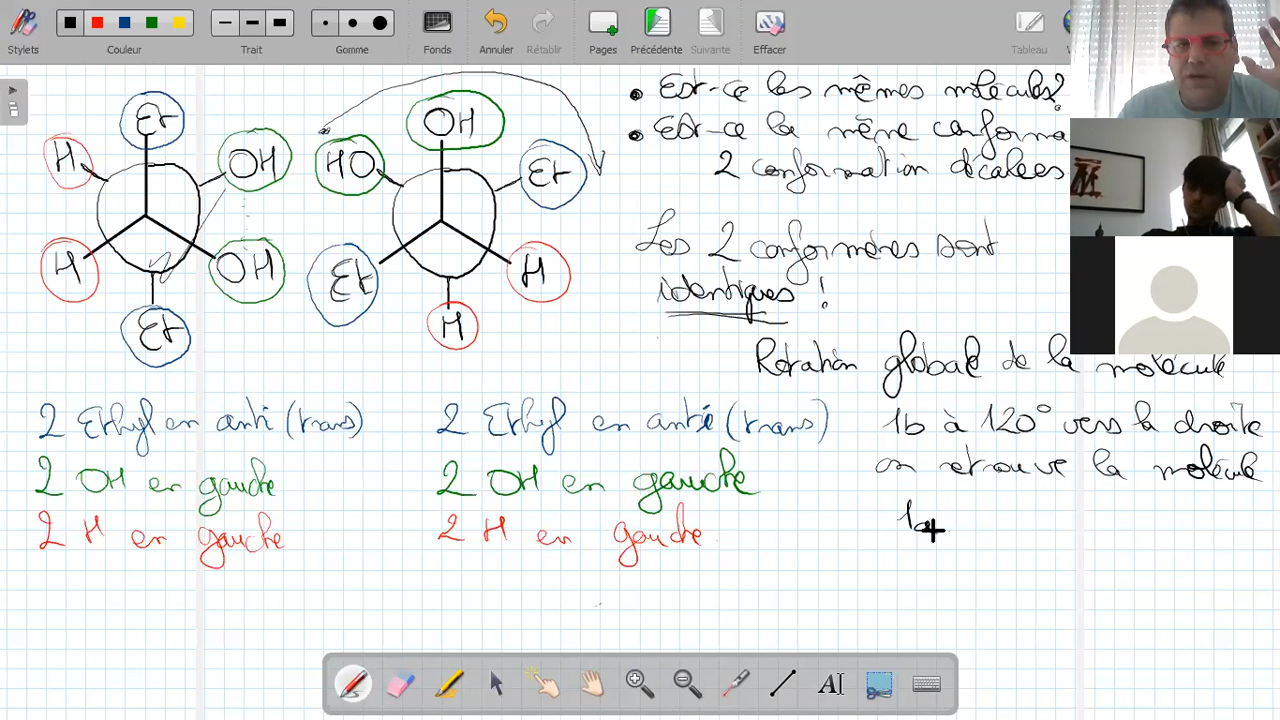 Stylets Couleur Trait Gomme Fonds Annuler Rétablir Pages Précédente Suivante Effacer Tableau
Et
H
OH
H
OH
Et
OH
HO
Et
Et
H
H
Est-ce les mêmes molécules?
Est-ce la même conforma
2 conformation décalées
Les 2 conformères sont
identiques !
Rotation globale de la molécule
1b à 120° vers la droite
on retrouve la molécule
1a
2 Ethyl en anti (trans)
2 OH en gauche
2 H en gauche
2 Ethyl en anti (trans)
2 OH en gauche
2 H en gauche
AI